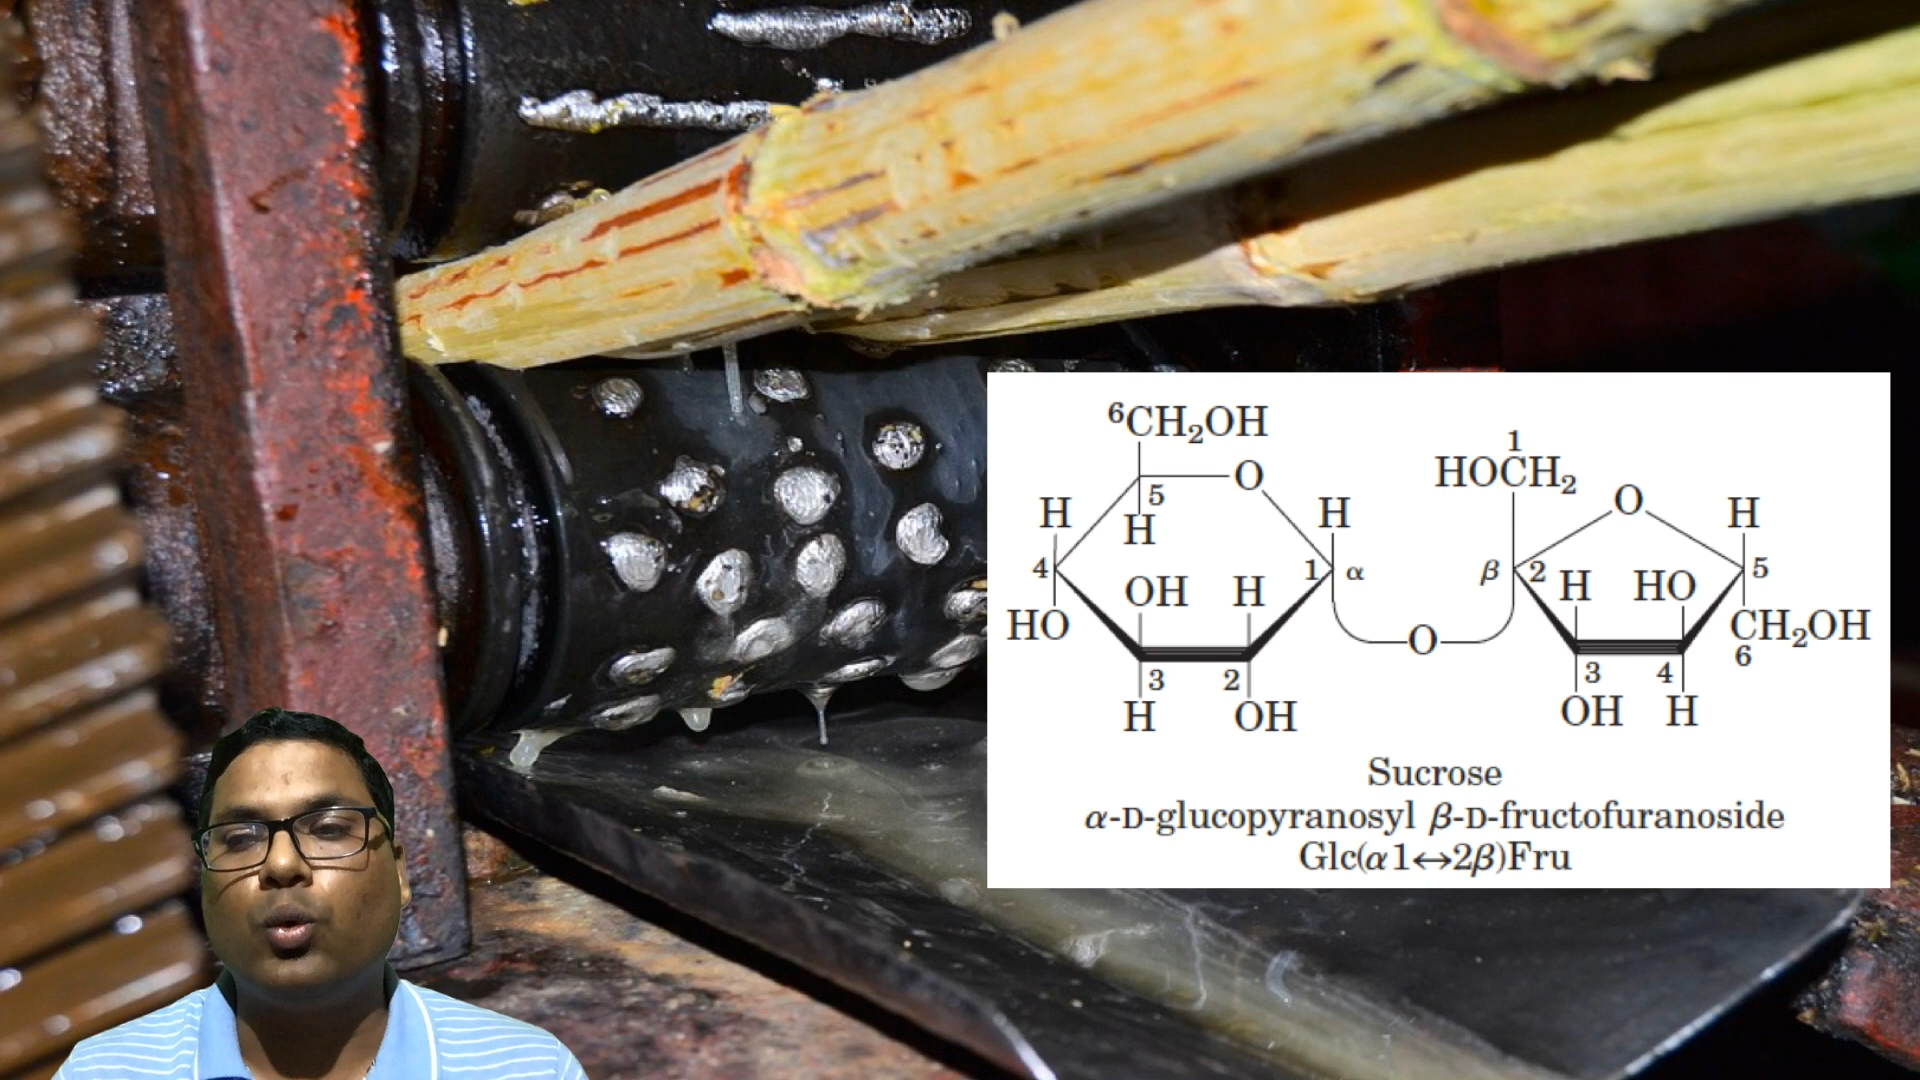 ⁶CH₂OH
O
5
H
H
4
HO
OH
H
3
H
2
OH
1
H
α
O
1
HOCH₂
β
2
O
H
HO
3
OH
4
H
H
5
CH₂OH
6
Sucrose
α-D-glucopyranosyl β-D-fructofuranoside
Glc(α1↔2β)Fru